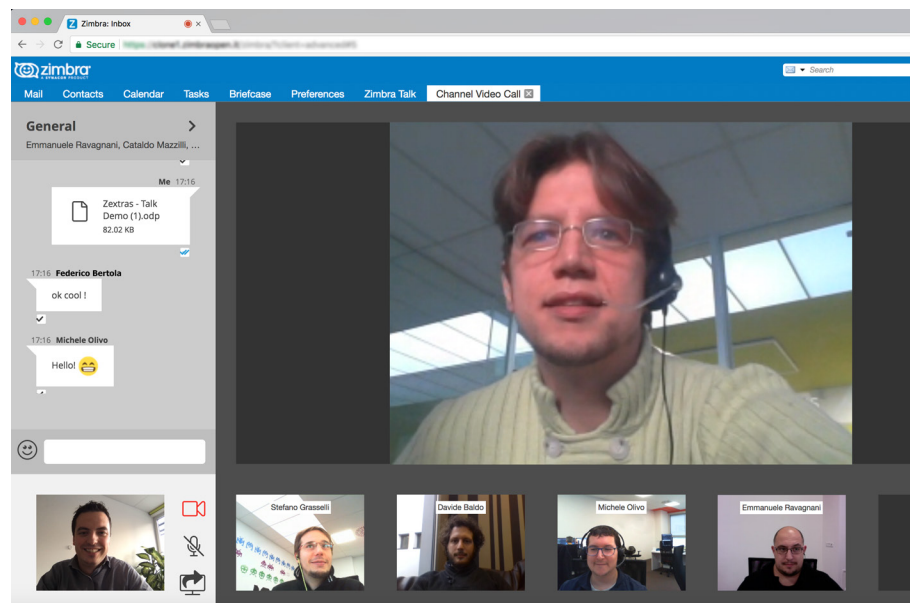 Zimbra: Inbox
Secure
zimbra
A SYNACOR PRODUCT
Search
Mail Contacts Calendar Tasks Briefcase Preferences Zimbra Talk Channel Video Call
General
Emmanuele Ravagnani, Cataldo Mazzilli, ...
Me 17:16
Zextras - Talk
Demo (1).odp
82.02 KB
17:16 Federico Bertola
ok cool !
17:16 Michele Olivo
Hello!
Stefano Grasselli
Davide Baldo
Michele Olivo
Emmanuele Ravagnani